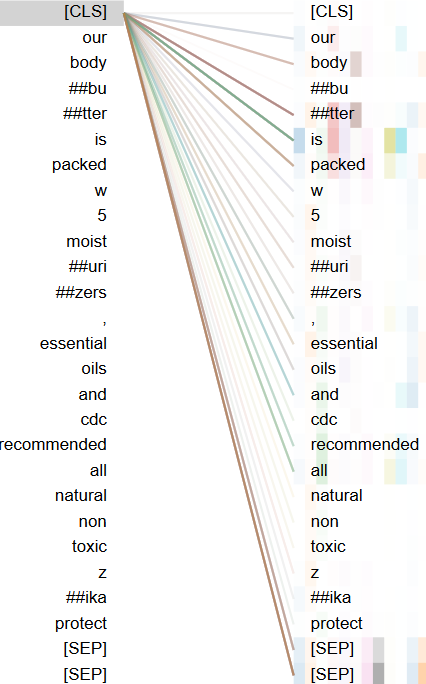 [CLS] [CLS]
our our
body body
##bu ##bu
##tter ##tter
is is
packed packed
w w
5 5
moist moist
##uri ##uri
##zers ##zers
, ,
essential essential
oils oils
and and
cdc cdc
recommended recommended
all all
natural natural
non non
toxic toxic
z z
##ika ##ika
protect protect
[SEP] [SEP]
[SEP] [SEP]